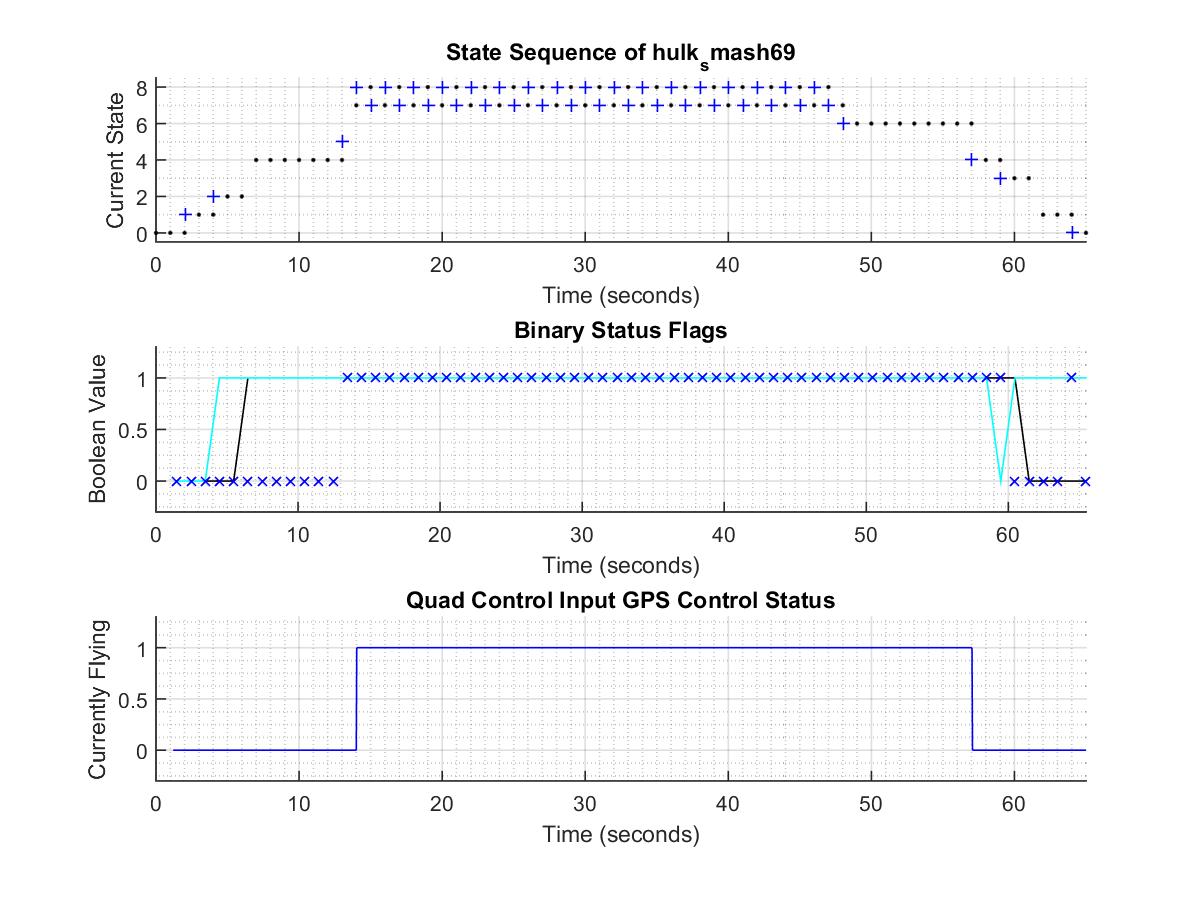 State Sequence of hulksmash69
Current State
8
6
4
2
0
0 10 20 30 40 50 60
Time (seconds)
Binary Status Flags
Boolean Value
1
0.5
0
0 10 20 30 40 50 60
Time (seconds)
Quad Control Input GPS Control Status
Currently Flying
1
0.5
0
0 10 20 30 40 50 60
Time (seconds)